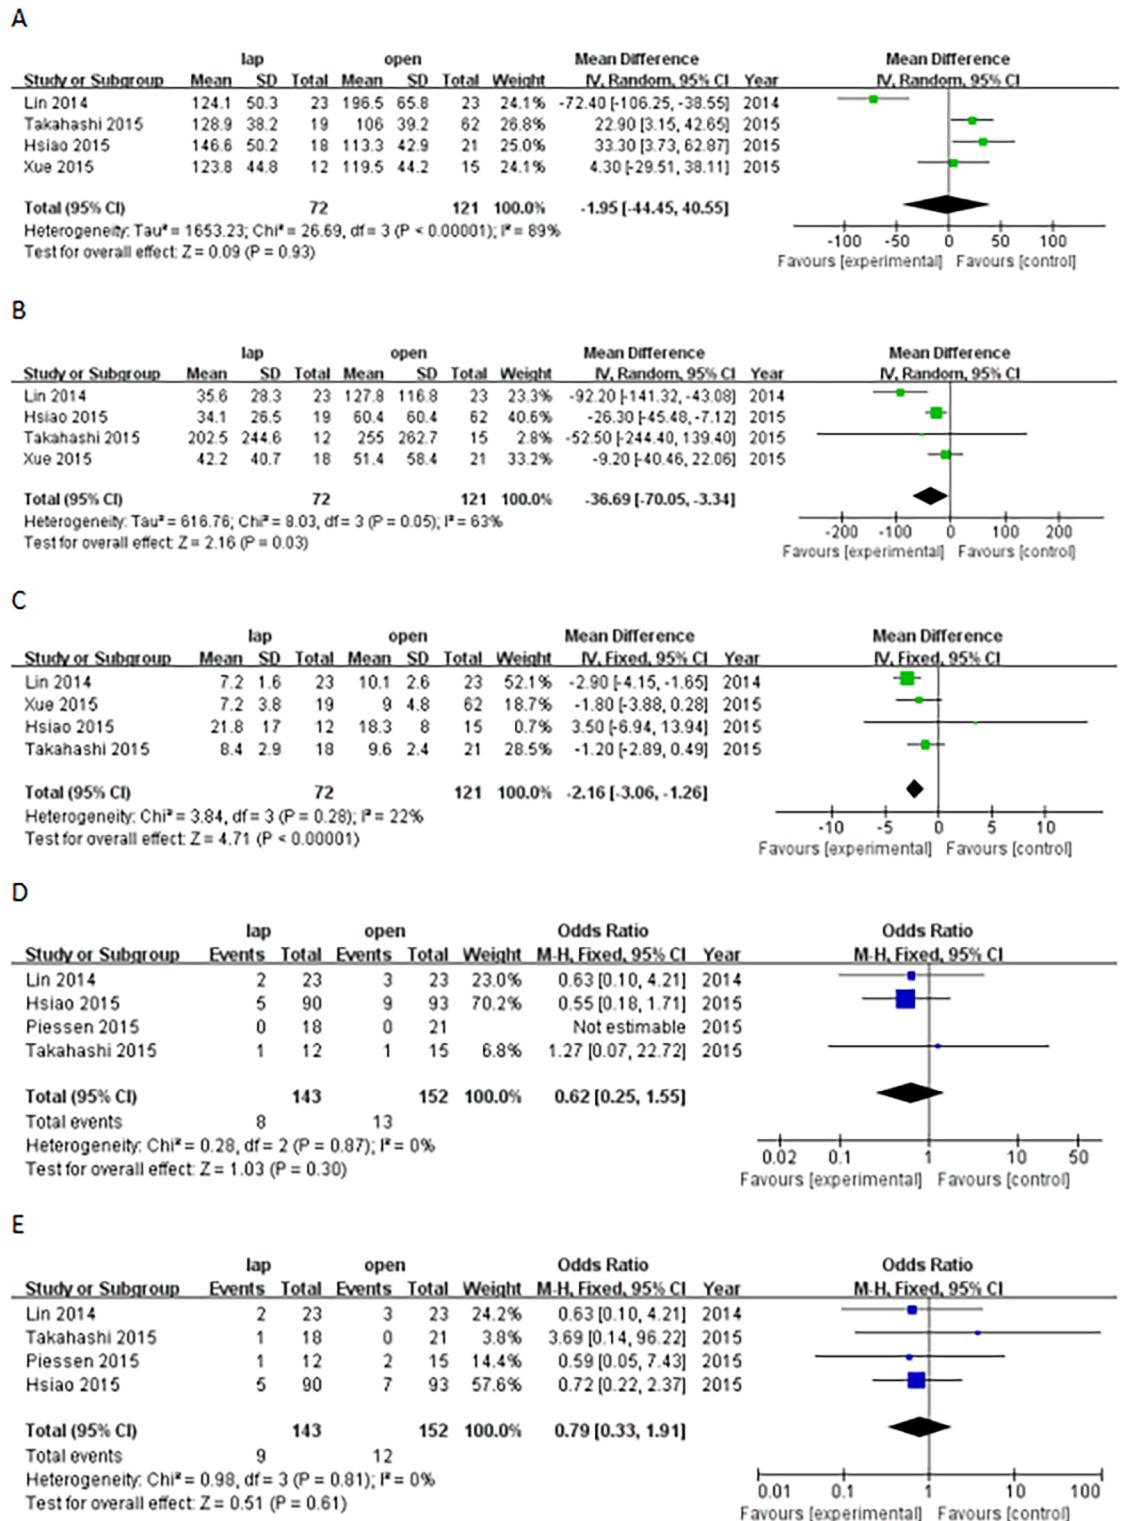 A
lap open Mean Difference Mean Difference
Study or Subgroup Mean SD Total Mean SD Total Weight IV, Random, 95% CI Year IV, Random, 95% CI
Lin 2014 124.1 50.3 23 196.5 65.8 23 24.1% -72.40 [-106.25, -38.55] 2014
Takahashi 2015 128.9 38.2 19 106 39.2 62 26.8% 22.90 [3.15, 42.65] 2015
Hsiao 2015 146.6 50.2 18 113.3 42.9 21 25.0% 33.30 [3.73, 62.87] 2015
Xue 2015 123.8 44.8 12 119.5 44.2 15 24.1% 4.30 [-29.51, 38.11] 2015
Total (95% CI) 72 121 100.0% -1.95 [-44.45, 40.55]
Heterogeneity: Tau² = 1653.23; Chi² = 26.69, df = 3 (P < 0.00001); I² = 89%
Test for overall effect: Z = 0.09 (P = 0.93)
-100 -50 0 50 100
Favours [experimental] Favours [control]
B
lap open Mean Difference Mean Difference
Study or Subgroup Mean SD Total Mean SD Total Weight IV, Random, 95% CI Year IV, Random, 95% CI
Lin 2014 35.6 28.3 23 127.8 116.8 23 23.3% -92.20 [-141.32, -43.08] 2014
Hsiao 2015 34.1 26.5 19 60.4 60.4 62 40.6% -26.30 [-45.48, -7.12] 2015
Takahashi 2015 202.5 244.6 12 255 262.7 15 2.8% -52.50 [-244.40, 139.40] 2015
Xue 2015 42.2 40.7 18 51.4 58.4 21 33.2% -9.20 [-40.46, 22.06] 2015
Total (95% CI) 72 121 100.0% -36.69 [-70.05, -3.34]
Heterogeneity: Tau² = 616.76; Chi² = 8.03, df = 3 (P = 0.05); I² = 63%
Test for overall effect: Z = 2.16 (P = 0.03)
-200 -100 0 100 200
Favours [experimental] Favours [control]
C
lap open Mean Difference Mean Difference
Study or Subgroup Mean SD Total Mean SD Total Weight IV, Fixed, 95% CI Year IV, Fixed, 95% CI
Lin 2014 7.2 1.6 23 10.1 2.6 23 52.1% -2.90 [-4.15, -1.65] 2014
Xue 2015 7.2 3.8 19 9 4.8 62 18.7% -1.80 [-3.88, 0.28] 2015
Hsiao 2015 21.8 17 12 18.3 8 15 0.7% 3.50 [-6.94, 13.94] 2015
Takahashi 2015 8.4 2.9 18 9.6 2.4 21 28.5% -1.20 [-2.89, 0.49] 2015
Total (95% CI) 72 121 100.0% -2.16 [-3.06, -1.26]
Heterogeneity: Chi² = 3.84, df = 3 (P = 0.28); I² = 22%
Test for overall effect: Z = 4.71 (P < 0.00001)
-10 -5 0 5 10
Favours [experimental] Favours [control]
D
lap open Odds Ratio Odds Ratio
Study or Subgroup Events Total Events Total Weight M-H, Fixed, 95% CI Year M-H, Fixed, 95% CI
Lin 2014 2 23 3 23 23.0% 0.63 [0.10, 4.21] 2014
Hsiao 2015 5 90 9 93 70.2% 0.55 [0.18, 1.71] 2015
Piessen 2015 0 18 0 21 Not estimable 2015
Takahashi 2015 1 12 1 15 6.8% 1.27 [0.07, 22.72] 2015
Total (95% CI) 143 152 100.0% 0.62 [0.25, 1.55]
Total events 8 13
Heterogeneity: Chi² = 0.28, df = 2 (P = 0.87); I² = 0%
Test for overall effect: Z = 1.03 (P = 0.30)
0.02 0.1 1 10 50
Favours [experimental] Favours [control]
E
lap open Odds Ratio Odds Ratio
Study or Subgroup Events Total Events Total Weight M-H, Fixed, 95% CI Year M-H, Fixed, 95% CI
Lin 2014 2 23 3 23 24.2% 0.63 [0.10, 4.21] 2014
Takahashi 2015 1 18 0 21 3.8% 3.69 [0.14, 96.22] 2015
Piessen 2015 1 12 2 15 14.4% 0.59 [0.05, 7.43] 2015
Hsiao 2015 5 90 7 93 57.6% 0.72 [0.22, 2.37] 2015
Total (95% CI) 143 152 100.0% 0.79 [0.33, 1.91]
Total events 9 12
Heterogeneity: Chi² = 0.98, df = 3 (P = 0.81); I² = 0%
Test for overall effect: Z = 0.51 (P = 0.61)
0.01 0.1 1 10 100
Favours [experimental] Favours [control]